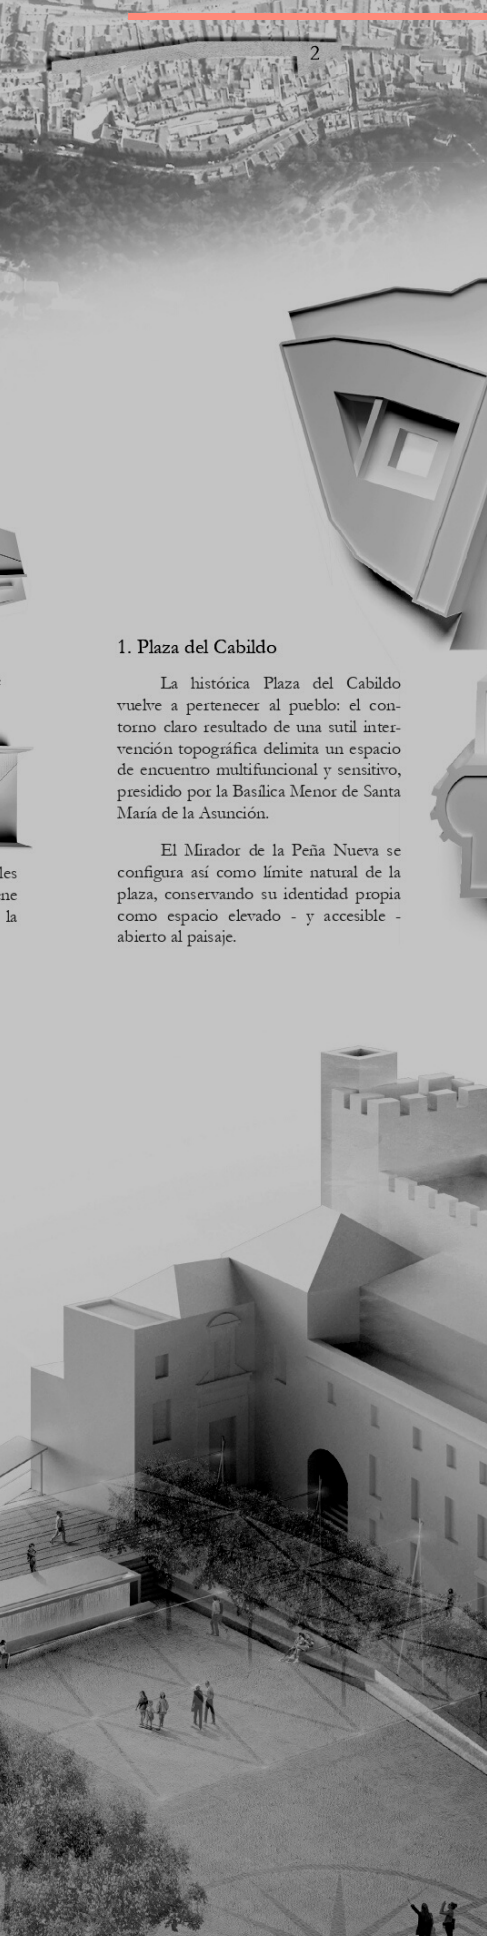 2
1. Plaza del Cabildo
La histórica Plaza del Cabildo
vuelve a pertenecer al pueblo: el con-
torno claro resultado de una sutil inter-
vención topográfica delimita un espacio
de encuentro multifuncional y sensitivo,
presidido por la Basílica Menor de Santa
María de la Asunción.
El Mirador de la Peña Nueva se
configura así como límite natural de la
plaza, conservando su identidad propia
como espacio elevado - y accesible -
abierto al paisaje.
les
ene
la